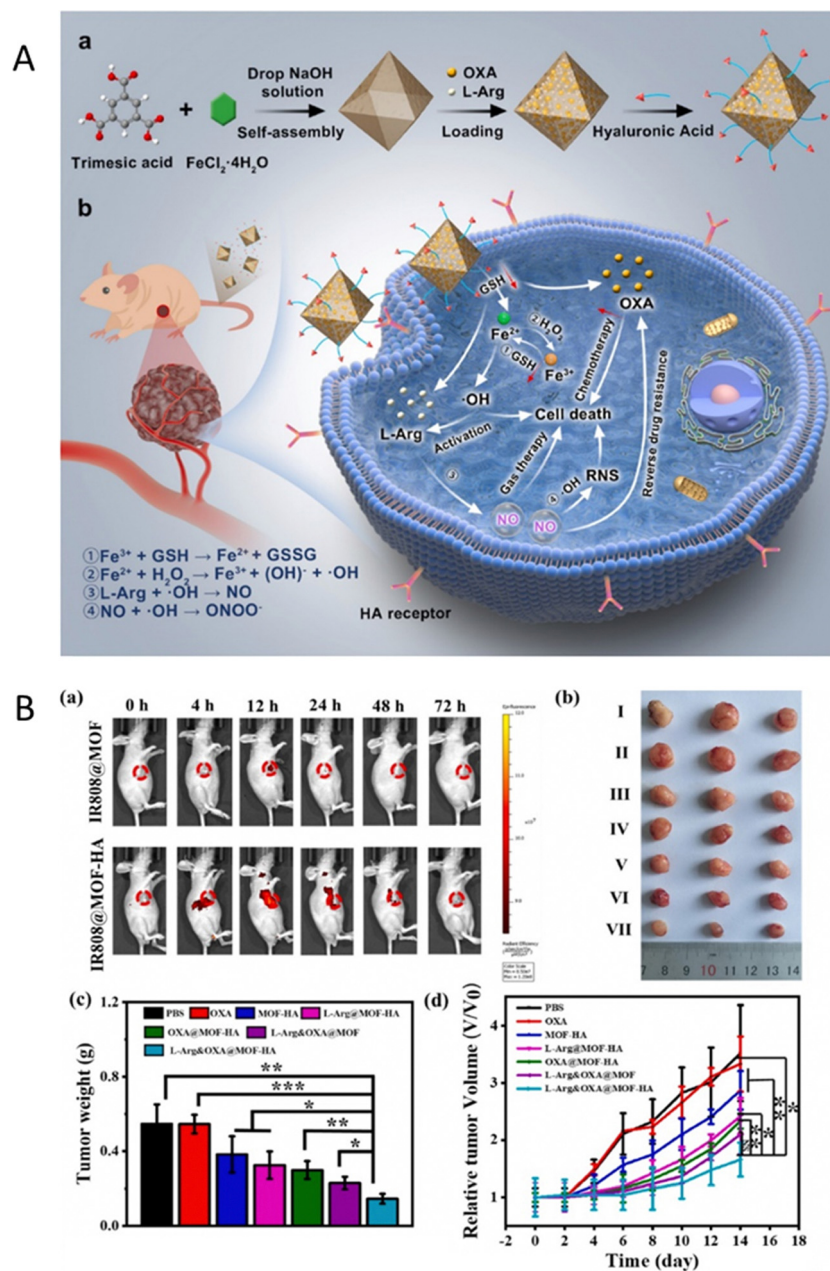 A
a
Drop NaOH
solution
Self-assembly
OXA
L-Arg
Loading
Hyaluronic Acid
+
Trimesic acid
FeCl₂·4H₂O
b
GSH
OXA
Fe²⁺
②H₂O₂
①GSH
Fe³⁺
Chemotherapy
·OH
Cell death
L-Arg
Activation
Reverse drug resistance
③
Gas therapy
④ ·OH
RNS
NO
NO
①Fe³⁺ + GSH → Fe²⁺ + GSSG
②Fe²⁺ + H₂O₂ → Fe³⁺ + (OH)⁻ + ·OH
③L-Arg + ·OH → NO
④NO + ·OH → ONOO⁻
HA receptor
B
(a)
0 h 4 h 12 h 24 h 48 h 72 h
IR808@MOF
IR808@MOF-HA
(b)
I
II
III
IV
V
VI
VII
7 8 9 10 11 12 13 14
(c)
Tumor weight (g)
1.2
0.8
0.4
0.0
PBS OXA MOF-HA L-Arg@MOF-HA
OXA@MOF-HA L-Arg&OXA@MOF
L-Arg&OXA@MOF-HA
**
***
*
**
*
(d)
Relative tumor Volume (V/V₀)
4
3
2
1
PBS
OXA
MOF-HA
L-Arg@MOF-HA
OXA@MOF-HA
L-Arg&OXA@MOF
L-Arg&OXA@MOF-HA
-2 0 2 4 6 8 10 12 14 16 18
Time (day)